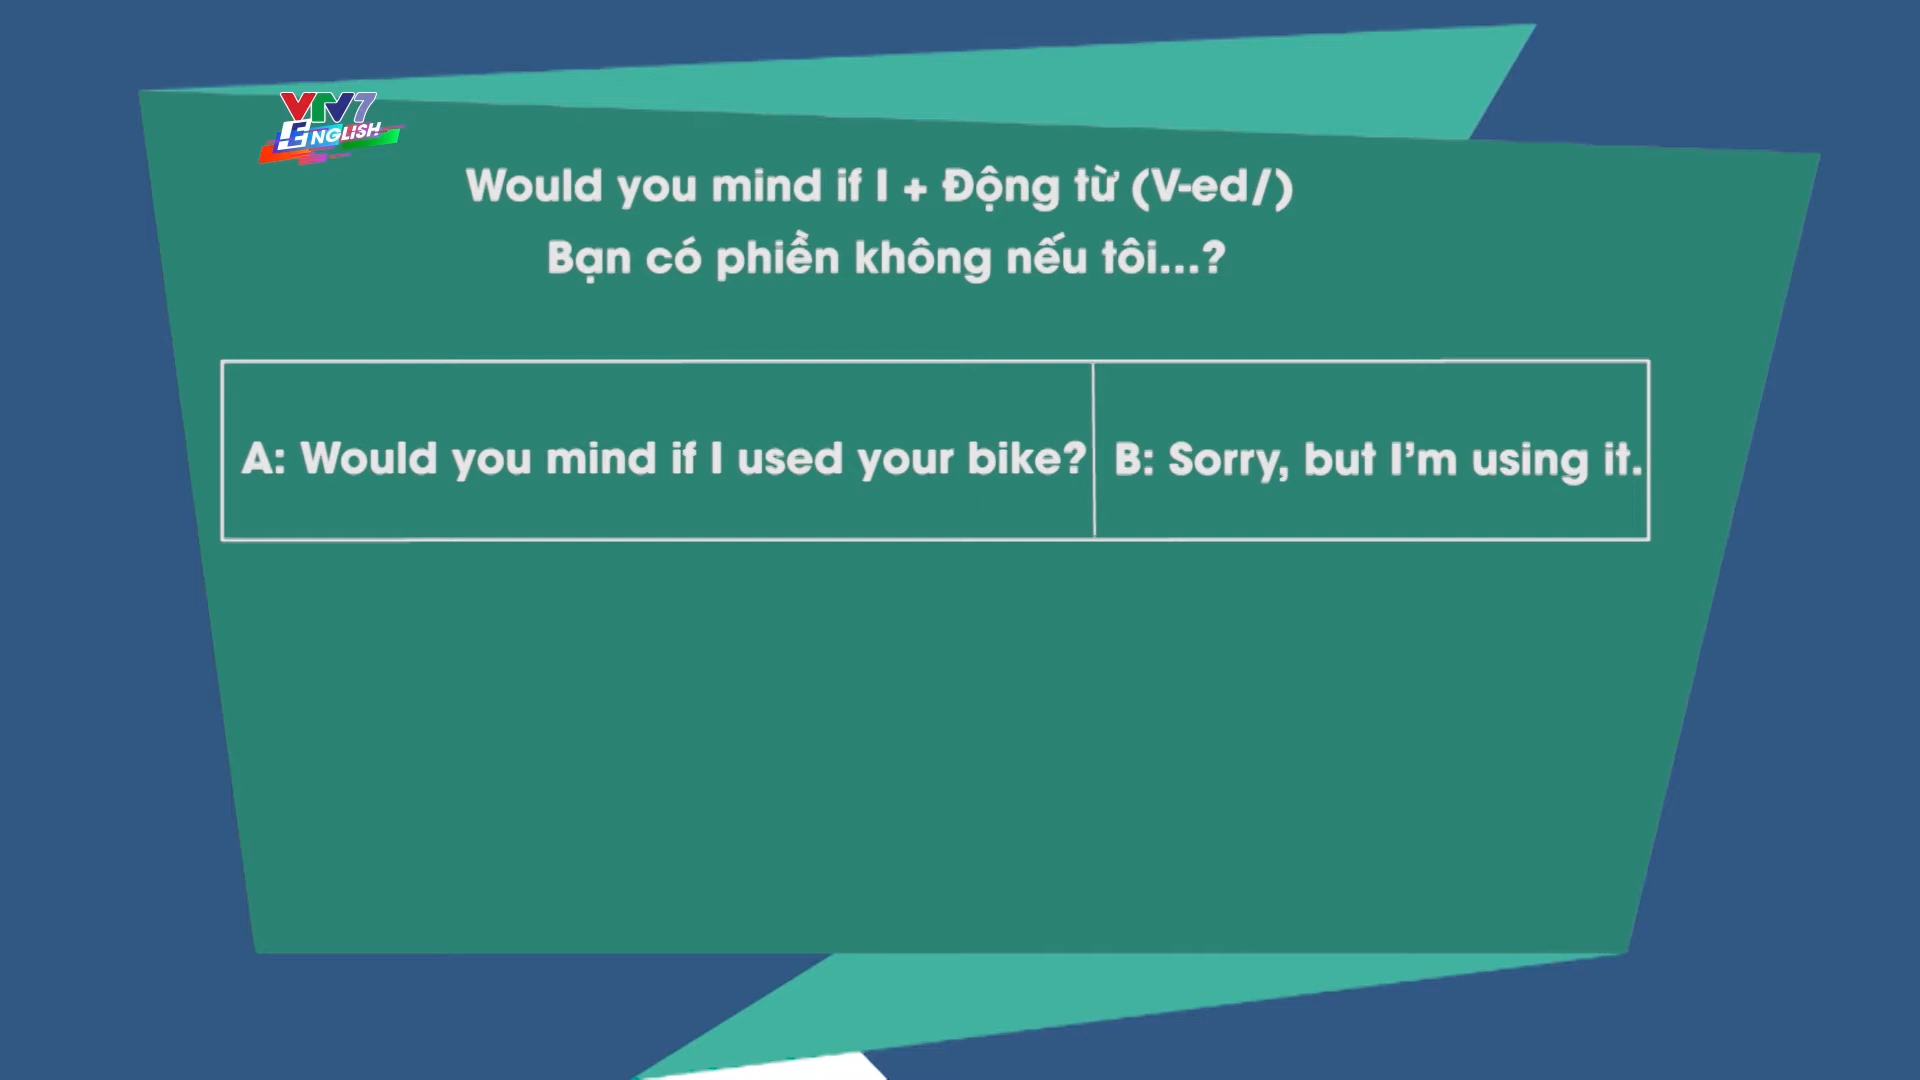 VTV7
ENGLISH
Would you mind if I + Động từ (V-ed/)
Bạn có phiền không nếu tôi...?
A: Would you mind if I used your bike?
B: Sorry, but I'm using it.